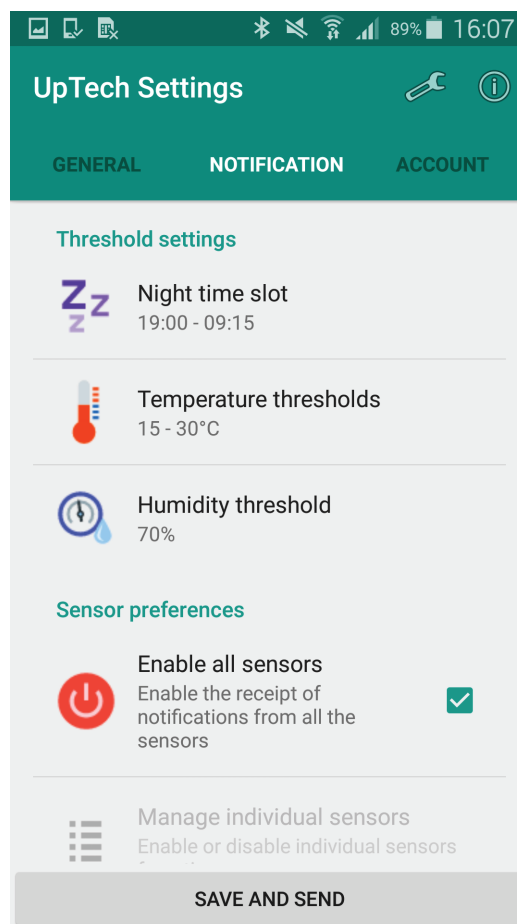 89% 16:07
UpTech Settings
GENERAL NOTIFICATION ACCOUNT
Threshold settings
Night time slot
19:00 - 09:15
Temperature thresholds
15 - 30°C
Humidity threshold
70%
Sensor preferences
Enable all sensors
Enable the receipt of
notifications from all the
sensors
Manage individual sensors
Enable or disable individual sensors
SAVE AND SEND